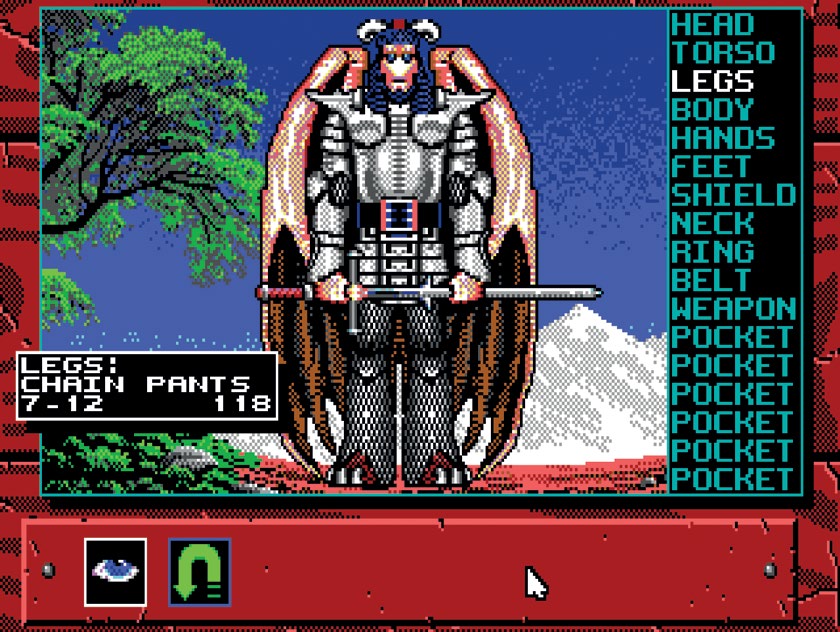 HEAD
TORSO
LEGS
BODY
HANDS
FEET
SHIELD
NECK
RING
BELT
WEAPON
POCKET
POCKET
POCKET
POCKET
POCKET
POCKET
LEGS:
CHAIN PANTS
7-12 118